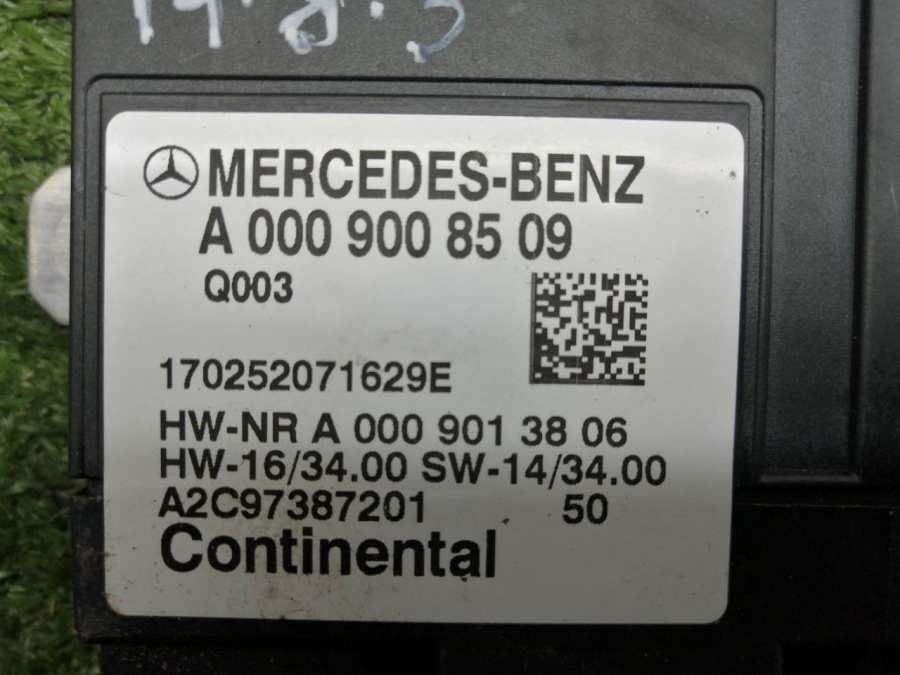 MERCEDES-BENZ
A 000 900 85 09
Q003
170252071629E
HW-NR A 000 901 38 06
HW-16/34.00 SW-14/34.00
A2C97387201 50
Continental